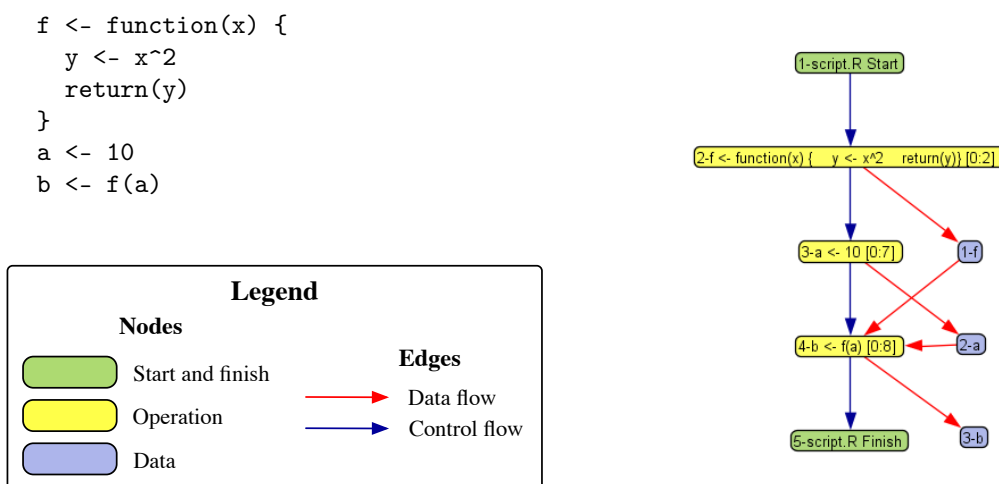 f <- function(x) {
  y <- x^2
  return(y)
}
a <- 10
b <- f(a)
Legend
Nodes
Start and finish
Operation
Data
Edges
Data flow
Control flow
1-script.R Start
2-f <- function(x) {    y <- x^2    return(y)} [0:2]
3-a <- 10 [0:7]
1-f
4-b <- f(a) [0:8]
2-a
5-script.R Finish
3-b